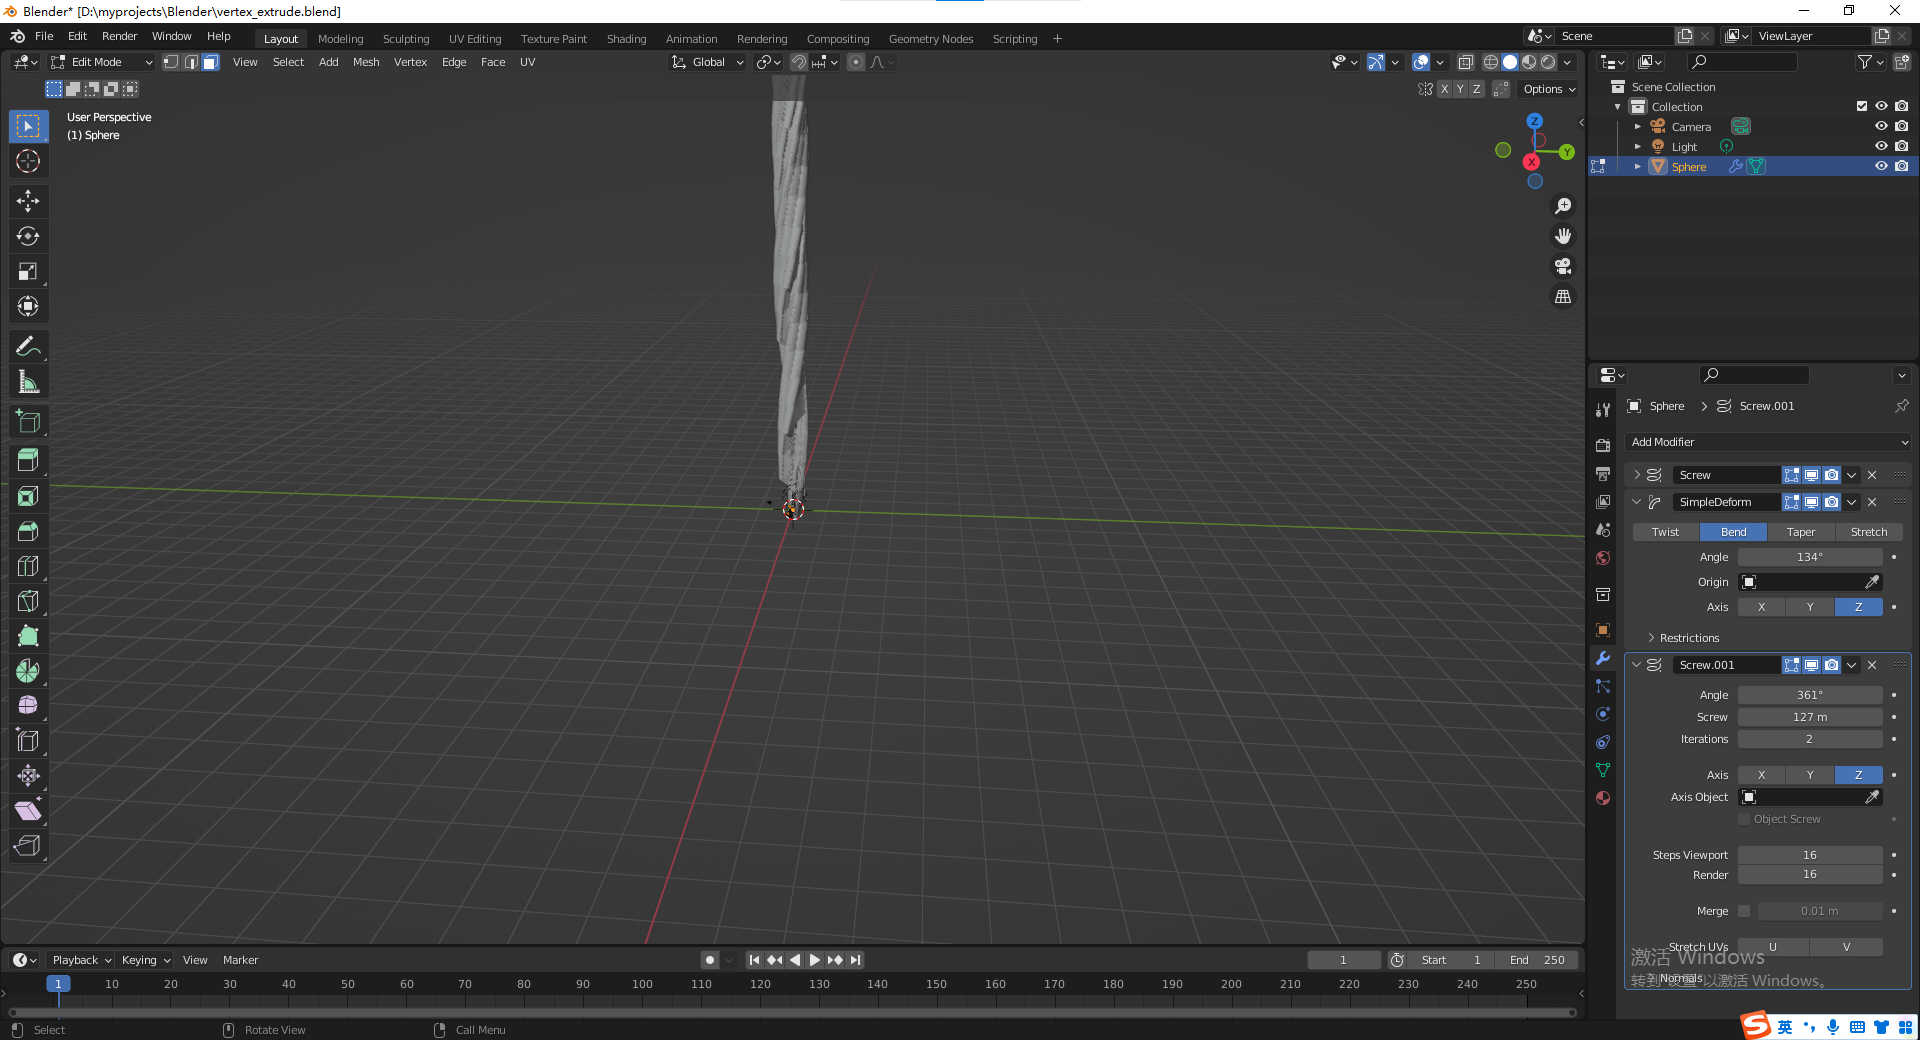 Blender* [D:\myprojects\Blender\vertex_extrude.blend]
File Edit Render Window Help Layout Modeling Sculpting UV Editing Texture Paint Shading Animation Rendering Compositing Geometry Nodes Scripting + Scene ViewLayer
Edit Mode View Select Add Mesh Vertex Edge Face UV Global
X Y Z Options
User Perspective
(1) Sphere
Z
Y
X
Scene Collection
Collection
Camera
Light
Sphere
Sphere > Screw.001
Add Modifier
Screw
SimpleDeform
Twist Bend Taper Stretch
Angle 134°
Origin
Axis X Y Z
Restrictions
Screw.001
Angle 361°
Screw 127 m
Iterations 2
Axis X Y Z
Axis Object
Object Screw
Steps Viewport 16
Render 16
Merge 0.01 m
Stretch UVs U V
Normals
激活 Windows
转到"设置"以激活 Windows。
Playback Keying View Marker 1 Start 1 End 250
1 10 20 30 40 50 60 70 80 90 100 110 120 130 140 150 160 170 180 190 200 210 220 230 240 250
Select Rotate View Call Menu
S 英